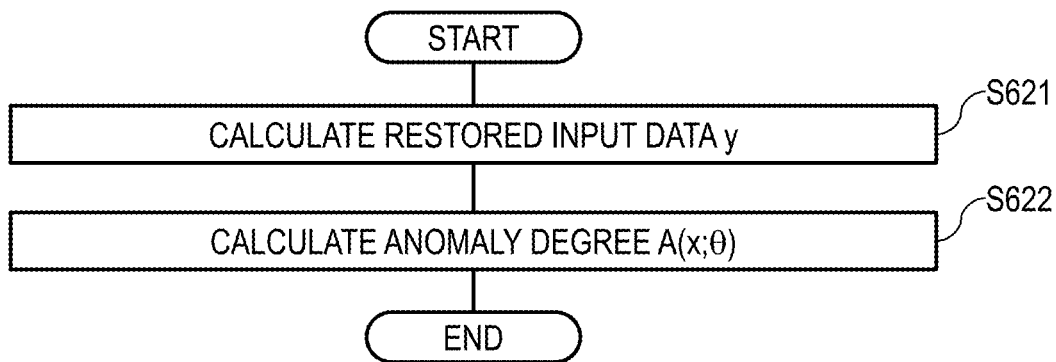 START
S621
CALCULATE RESTORED INPUT DATA y
S622
CALCULATE ANOMALY DEGREE A(x;θ)
END